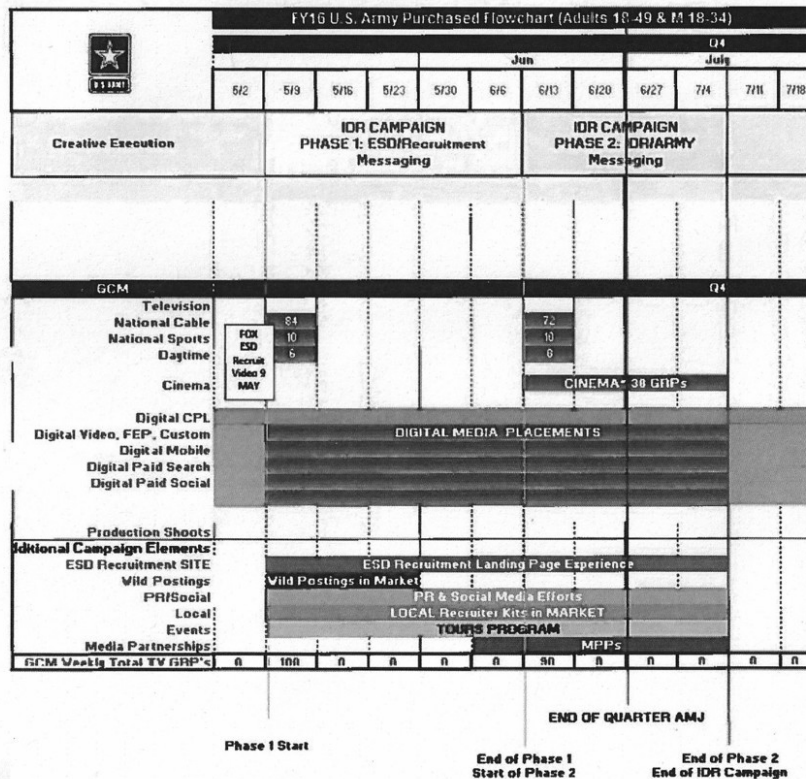 FY16 U.S. Army Purchased Flowchart (Adults 18-49 & M 18-34)
Q4
Jun July
U.S.ARMY
5/2 5/9 5/16 5/23 5/30 6/6 6/13 6/20 6/27 7/4 7/11 7/18
Creative Execution
IDR CAMPAIGN
PHASE 1: ESD/Recruitment
Messaging
IDR CAMPAIGN
PHASE 2: IDR/ARMY
Messaging
GCM Q4
Television
National Cable 84 72
National Sports 10 10
Daytime 6
FOX
ESD
Recruit
Video 9
MAY
Cinema CINEMA- 38 GRPs
Digital CPL
Digital Video, FEP, Custom DIGITAL MEDIA PLACEMENTS
Digital Mobile
Digital Paid Search
Digital Paid Social
Production Shoots
dditional Campaign Elements
ESD Recruitment SITE ESD Recruitment Landing Page Experience
Wild Postings Wild Postings in Market
PR/Social PR & Social Media Efforts
Local LOCAL Recruiter Kits in MARKET
Events TOURS PROGRAM
Media Partnerships MPPs
GCM Weekly Total TV GRP's 0 100 0 0 0 0 90 0 0 0 0
END OF QUARTER AMJ
Phase 1 Start
End of Phase 1
Start of Phase 2
End of Phase 2
End of IDR Campaign